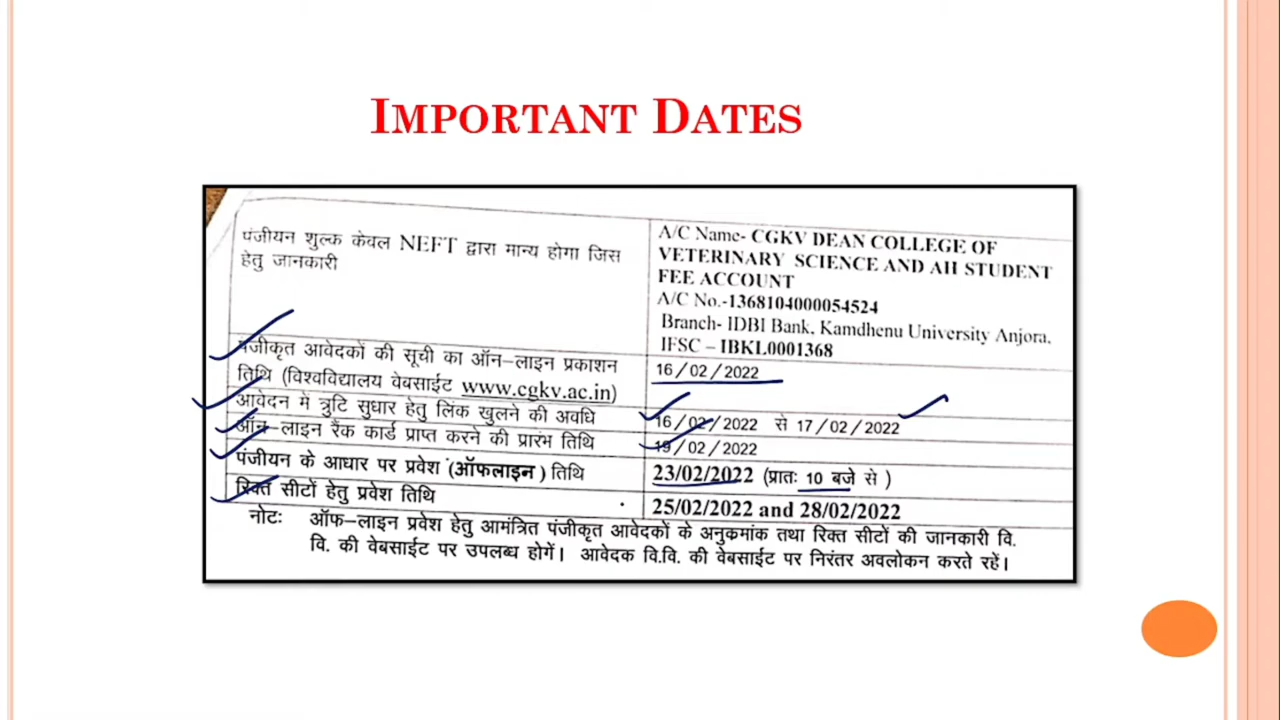 IMPORTANT DATES
पंजीयन शुल्क केवल NEFT द्वारा मान्य होगा जिस
हेतु जानकारी
A/C Name- CGKV DEAN COLLEGE OF
VETERINARY SCIENCE AND AH STUDENT
FEE ACCOUNT
A/C No.-1368104000054524
Branch- IDBI Bank, Kamdhenu University Anjora,
IFSC – IBKL0001368
पंजीकृत आवेदकों की सूची का ऑन–लाइन प्रकाशन
तिथि (विश्वविद्यालय वेबसाईट www.cgkv.ac.in)
16/02/2022
आवेदन में त्रुटि सुधार हेतु लिंक खुलने की अवधि
16/02/2022 से 17/02/2022
ऑन–लाइन रैंक कार्ड प्राप्त करने की प्रारंभ तिथि
19/02/2022
पंजीयन के आधार पर प्रवेश (ऑफलाइन) तिथि
23/02/2022 (प्रातः 10 बजे से )
रिक्त सीटों हेतु प्रवेश तिथि
25/02/2022 and 28/02/2022
नोटः ऑफ–लाइन प्रवेश हेतु आमंत्रित पंजीकृत आवेदकों के अनुक्रमांक तथा रिक्त सीटों की जानकारी वि.
वि. की वेबसाईट पर उपलब्ध होगें। आवेदक वि.वि. की वेबसाईट पर निरंतर अवलोकन करते रहें।